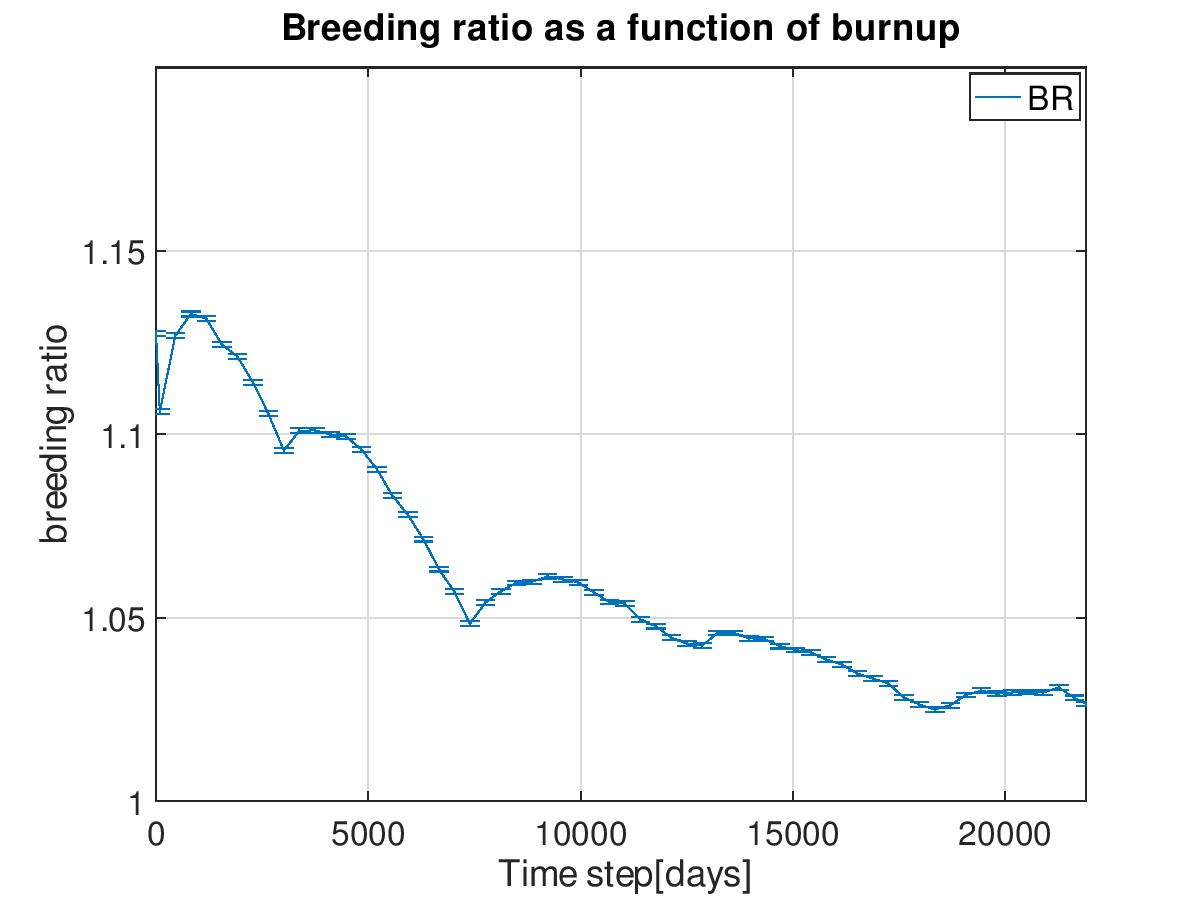 Breeding ratio as a function of burnup
BR
breeding ratio
1.15
1.1
1.05
1
0 5000 10000 15000 20000
Time step[days]